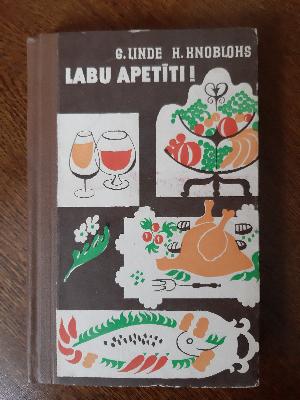 G. LINDE H. KNOBLOHS
LABU APETĪTI!